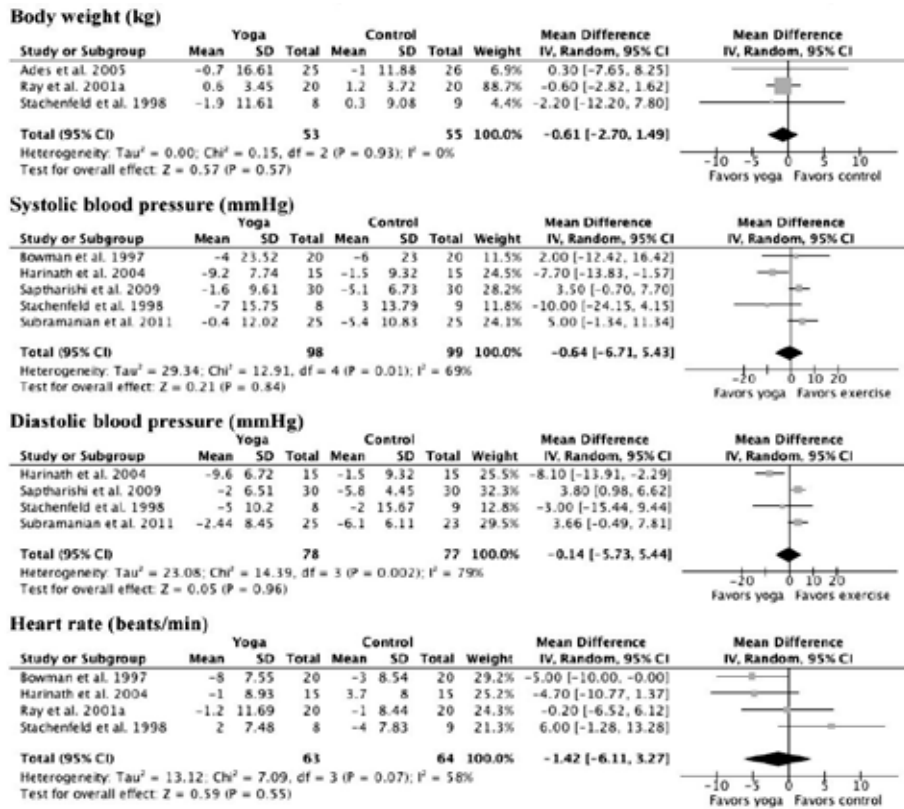 Body weight (kg)
Yoga Control Mean Difference Mean Difference
Study or Subgroup Mean SD Total Mean SD Total Weight IV, Random, 95% CI IV, Random, 95% CI
Ades et al. 2005 -0.7 16.61 25 -1 11.88 26 6.9% 0.30 [-7.65, 8.25]
Ray et al. 2001a 0.6 3.45 20 1.2 3.72 20 88.7% -0.60 [-2.82, 1.62]
Stachenfeld et al. 1998 -1.9 11.61 8 0.3 9.08 9 4.4% -2.20 [-12.20, 7.80]
Total (95% CI) 53 55 100.0% -0.61 [-2.70, 1.49]
Heterogeneity: Tau² = 0.00; Chi² = 0.15, df = 2 (P = 0.93); I² = 0%
Test for overall effect: Z = 0.57 (P = 0.57)
-10 -5 0 5 10
Favors yoga Favors control
Systolic blood pressure (mmHg)
Yoga Control Mean Difference Mean Difference
Study or Subgroup Mean SD Total Mean SD Total Weight IV, Random, 95% CI IV, Random, 95% CI
Bowman et al. 1997 -4 23.52 20 -6 23 20 11.5% 2.00 [-12.42, 16.42]
Harinath et al. 2004 -9.2 7.74 15 -1.5 9.32 15 24.5% -7.70 [-13.83, -1.57]
Saptharishi et al. 2009 -1.6 9.61 30 -5.1 6.73 30 28.2% 3.50 [-0.70, 7.70]
Stachenfeld et al. 1998 -7 15.75 8 3 13.79 9 11.8% -10.00 [-24.15, 4.15]
Subramanian et al. 2011 -0.4 12.02 25 -5.4 10.83 25 24.1% 5.00 [-1.34, 11.34]
Total (95% CI) 98 99 100.0% -0.64 [-6.71, 5.43]
Heterogeneity: Tau² = 29.34; Chi² = 12.91, df = 4 (P = 0.01); I² = 69%
Test for overall effect: Z = 0.21 (P = 0.84)
-20 -10 0 10 20
Favors yoga Favors exercise
Diastolic blood pressure (mmHg)
Yoga Control Mean Difference Mean Difference
Study or Subgroup Mean SD Total Mean SD Total Weight IV, Random, 95% CI IV, Random, 95% CI
Harinath et al. 2004 -9.6 6.72 15 -1.5 9.32 15 25.5% -8.10 [-13.91, -2.29]
Saptharishi et al. 2009 -2 6.51 30 -5.8 4.45 30 32.3% 3.80 [0.98, 6.62]
Stachenfeld et al. 1998 -5 10.2 8 -2 15.67 9 12.8% -3.00 [-15.44, 9.44]
Subramanian et al. 2011 -2.44 8.45 25 -6.1 6.11 23 29.5% 3.66 [-0.49, 7.81]
Total (95% CI) 78 77 100.0% -0.14 [-5.73, 5.44]
Heterogeneity: Tau² = 23.08; Chi² = 14.39, df = 3 (P = 0.002); I² = 79%
Test for overall effect: Z = 0.05 (P = 0.96)
-20 -10 0 10 20
Favors yoga Favors exercise
Heart rate (beats/min)
Yoga Control Mean Difference Mean Difference
Study or Subgroup Mean SD Total Mean SD Total Weight IV, Random, 95% CI IV, Random, 95% CI
Bowman et al. 1997 -8 7.55 20 -3 8.54 20 29.2% -5.00 [-10.00, -0.00]
Harinath et al. 2004 -1 8.93 15 3.7 8 15 25.2% -4.70 [-10.77, 1.37]
Ray et al. 2001a -1.2 11.69 20 -1 8.44 20 24.3% -0.20 [-6.52, 6.12]
Stachenfeld et al. 1998 2 7.48 8 -4 7.83 9 21.3% 6.00 [-1.28, 13.28]
Total (95% CI) 63 64 100.0% -1.42 [-6.11, 3.27]
Heterogeneity: Tau² = 13.12; Chi² = 7.09, df = 3 (P = 0.07); I² = 58%
Test for overall effect: Z = 0.59 (P = 0.55)
-10 -5 0 5 10
Favors yoga Favors control